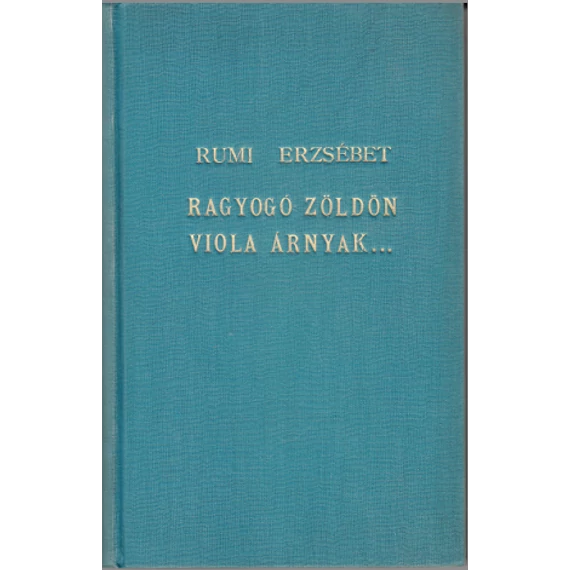 RUMI ERZSÉBET
RAGYOGÓ ZÖLDÖN
VIOLA ÁRNYAK...